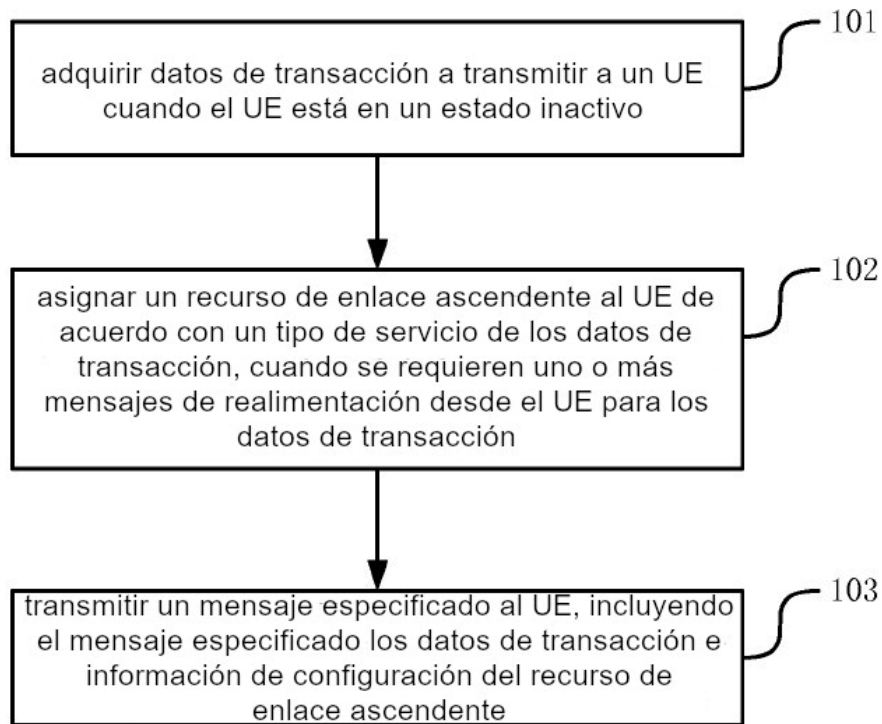 101
adquirir datos de transacción a transmitir a un UE
cuando el UE está en un estado inactivo
102
asignar un recurso de enlace ascendente al UE de
acuerdo con un tipo de servicio de los datos de
transacción, cuando se requieren uno o más
mensajes de realimentación desde el UE para los
datos de transacción
103
transmitir un mensaje especificado al UE, incluyendo
el mensaje especificado los datos de transacción e
información de configuración del recurso de
enlace ascendente